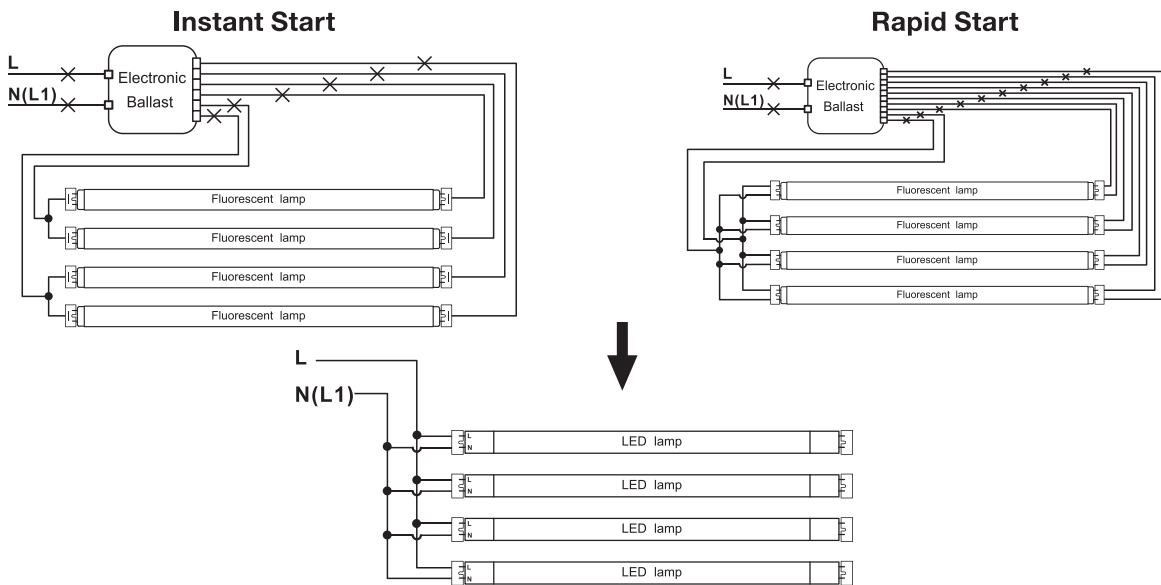 Instant Start
L
N(L1)
Electronic
Ballast
Fluorescent lamp
Fluorescent lamp
Fluorescent lamp
Fluorescent lamp
Rapid Start
L
N(L1)
Electronic
Ballast
Fluorescent lamp
Fluorescent lamp
Fluorescent lamp
Fluorescent lamp
L
N(L1)
L
N
LED lamp
L
N
LED lamp
L
N
LED lamp
L
N
LED lamp